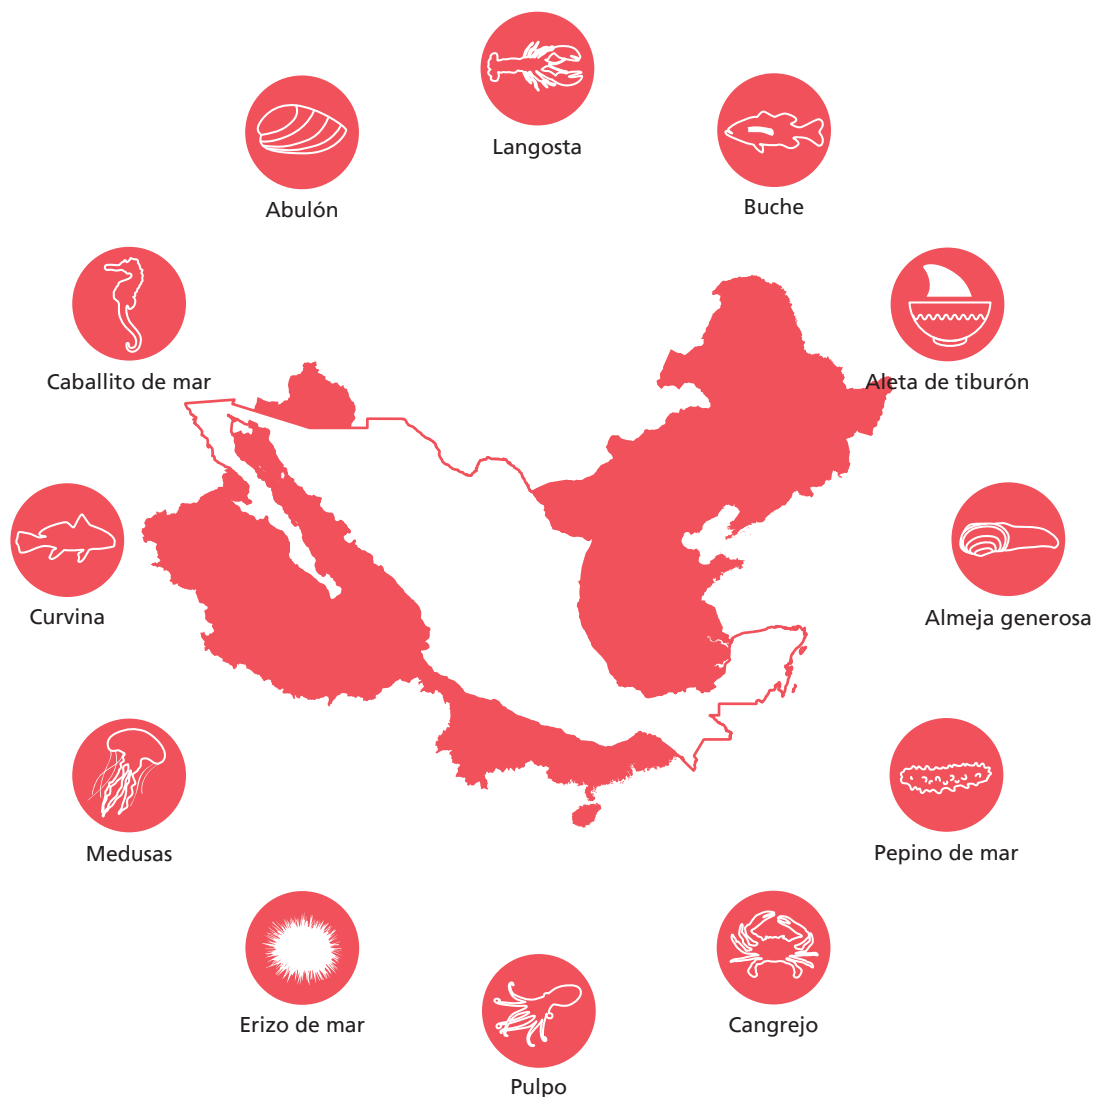 Langosta
Buche
Abulón
Caballito de mar
Aleta de tiburón
Curvina
Almeja generosa
Medusas
Pepino de mar
Erizo de mar
Cangrejo
Pulpo